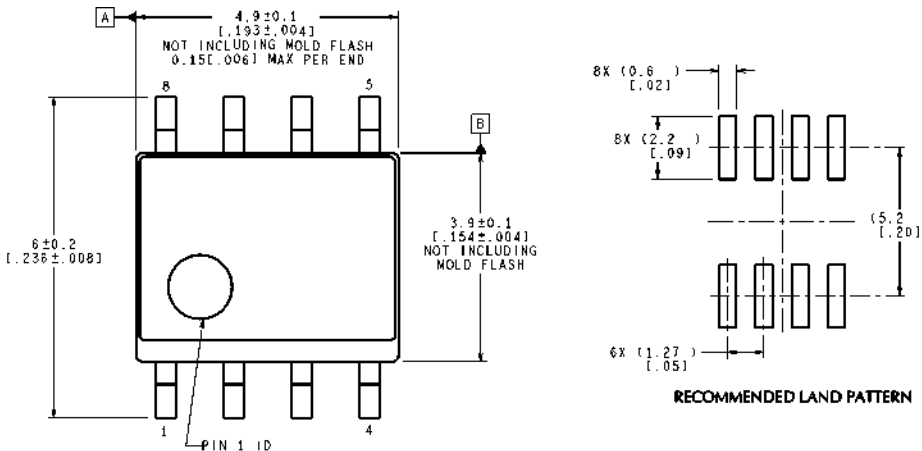 A
4.9±0.1
[.193±.004]
NOT INCLUDING MOLD FLASH
0.15[.006] MAX PER END
8
5
B
6±0.2
[.236±.008]
3.9±0.1
[.154±.004]
NOT INCLUDING
MOLD FLASH
1
4
PIN 1 ID
8X (0.6 )
[.02]
8X (2.2 )
[.09]
(5.2
[.20]
6X (1.27 )
[.05]
RECOMMENDED LAND PATTERN